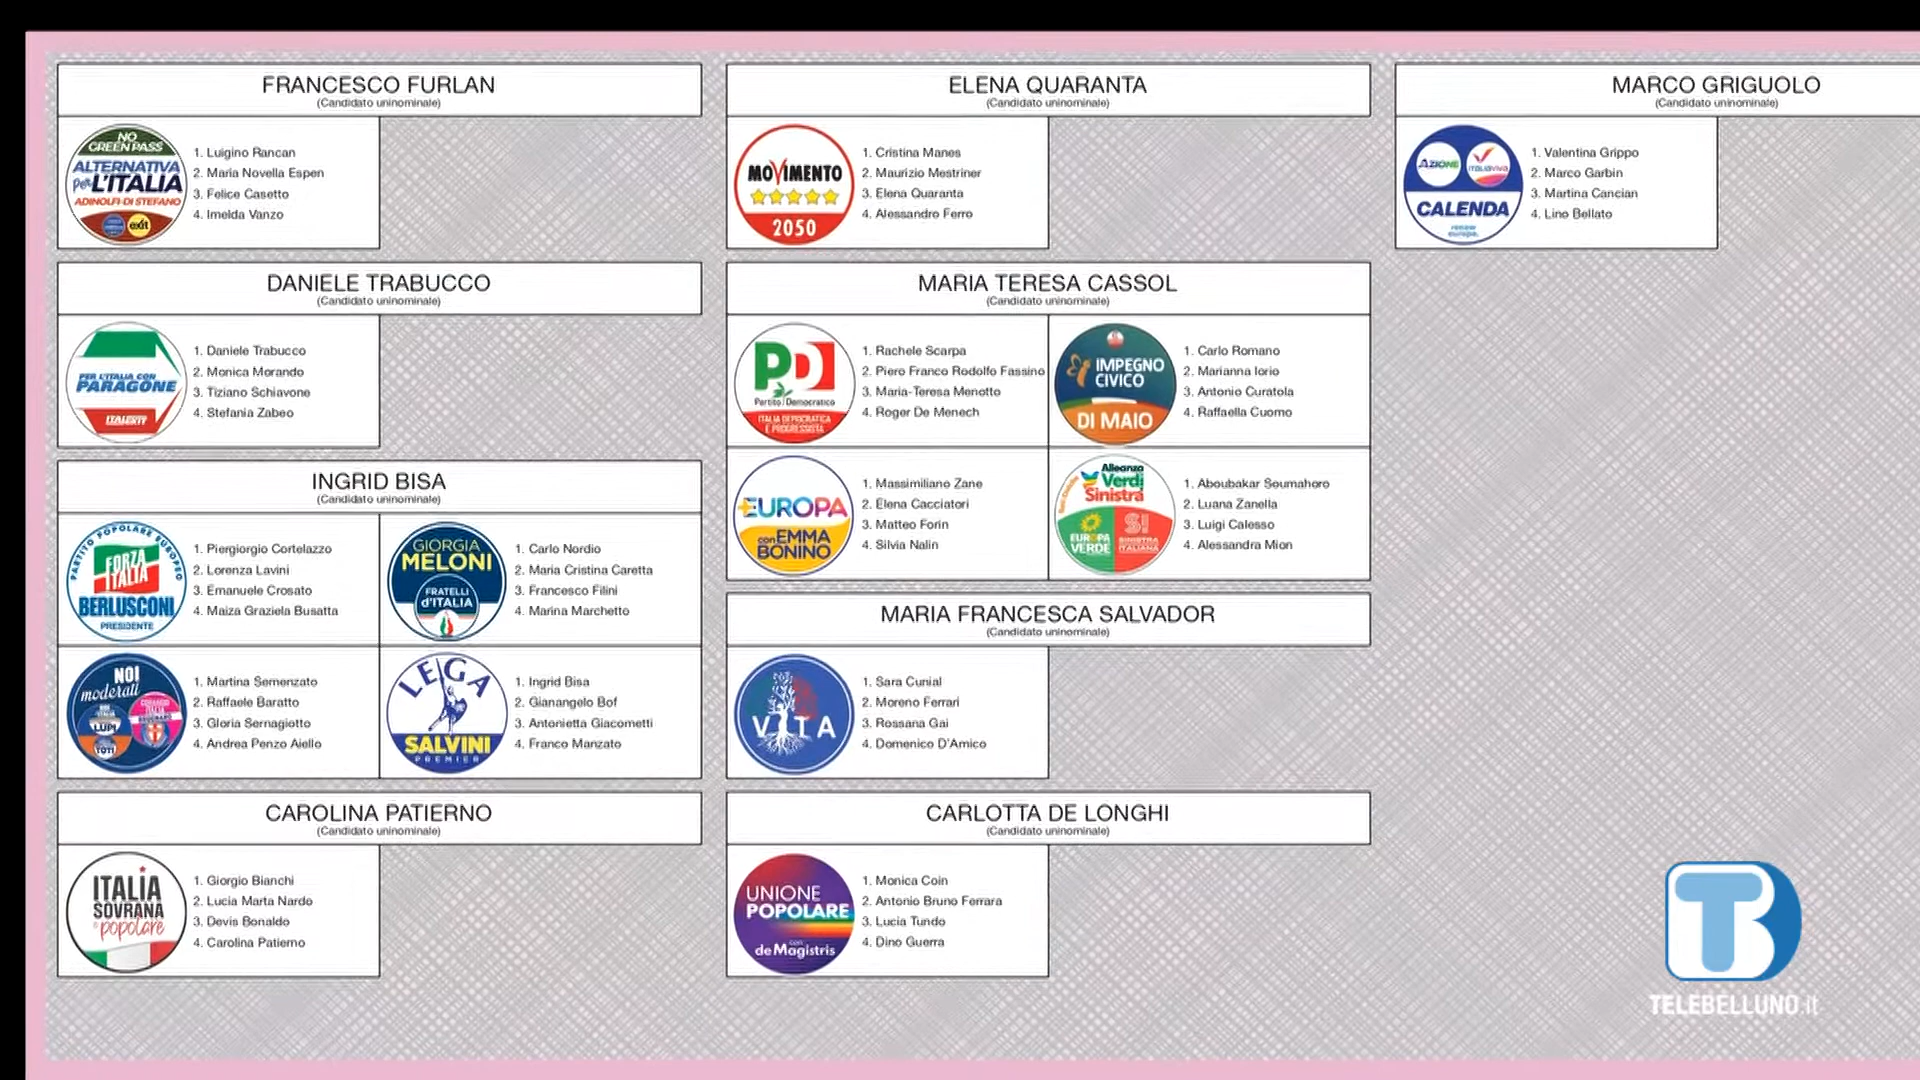 FRANCESCO FURLAN
(Candidato uninominale)
NO
GREEN PASS
ALTERNATIVA
per L'ITALIA
ADINOLFI - DI STEFANO
exit
1. Luigino Rancan
2. Maria Novella Espen
3. Felice Casetto
4. Imelda Vanzo
DANIELE TRABUCCO
(Candidato uninominale)
PER L'ITALIA CON
PARAGONE
ITALEXIT
1. Daniele Trabucco
2. Monica Morando
3. Tiziano Schiavone
4. Stefania Zabeo
INGRID BISA
(Candidato uninominale)
PARTITO POPOLARE EUROPEO
FORZA
ITALIA
BERLUSCONI
PRESIDENTE
1. Piergiorgio Cortelazzo
2. Lorenza Lavini
3. Emanuele Crosato
4. Maiza Graziela Busatta
GIORGIA
MELONI
FRATELLI
d'ITALIA
1. Carlo Nordio
2. Maria Cristina Caretta
3. Francesco Filini
4. Marina Marchetto
NOI
moderati
LUPI
TOTI
1. Martina Semenzato
2. Raffaele Baratto
3. Gloria Sernagiotto
4. Andrea Penzo Aiello
LEGA
SALVINI
PREMIER
1. Ingrid Bisa
2. Gianangelo Bof
3. Antonietta Giacometti
4. Franco Manzato
CAROLINA PATIERNO
(Candidato uninominale)
ITALIA
SOVRANA
e popolare
1. Giorgio Bianchi
2. Lucia Marta Nardo
3. Devis Bonaldo
4. Carolina Patierno
ELENA QUARANTA
(Candidato uninominale)
MOVIMENTO
2050
1. Cristina Manes
2. Maurizio Mestriner
3. Elena Quaranta
4. Alessandro Ferro
MARIA TERESA CASSOL
(Candidato uninominale)
PD
Partito Democratico
ITALIA DEMOCRATICA
E PROGRESSISTA
1. Rachele Scarpa
2. Piero Franco Rodolfo Fassino
3. Maria-Teresa Menotto
4. Roger De Menech
IMPEGNO
CIVICO
DI MAIO
1. Carlo Romano
2. Marianna Iorio
3. Antonio Curatola
4. Raffaella Cuomo
+EUROPA
con EMMA
BONINO
1. Massimiliano Zane
2. Elena Cacciatori
3. Matteo Forin
4. Silvia Nalin
Alleanza
Verdi
Sinistra
EUROPA
VERDE
SI
SINISTRA
ITALIANA
1. Aboubakar Soumahoro
2. Luana Zanella
3. Luigi Calesso
4. Alessandra Mion
MARIA FRANCESCA SALVADOR
(Candidato uninominale)
VITA
1. Sara Cunial
2. Moreno Ferrari
3. Rossana Gai
4. Domenico D'Amico
CARLOTTA DE LONGHI
(Candidato uninominale)
UNIONE
POPOLARE
con
de Magistris
1. Monica Coin
2. Antonio Bruno Ferrara
3. Lucia Tundo
4. Dino Guerra
MARCO GRIGUOLO
(Candidato uninominale)
AZIONE
ITALIA VIVA
CALENDA
renew
europe.
1. Valentina Grippo
2. Marco Garbin
3. Martina Cancian
4. Lino Bellato
TB
TELEBELLUNO.it